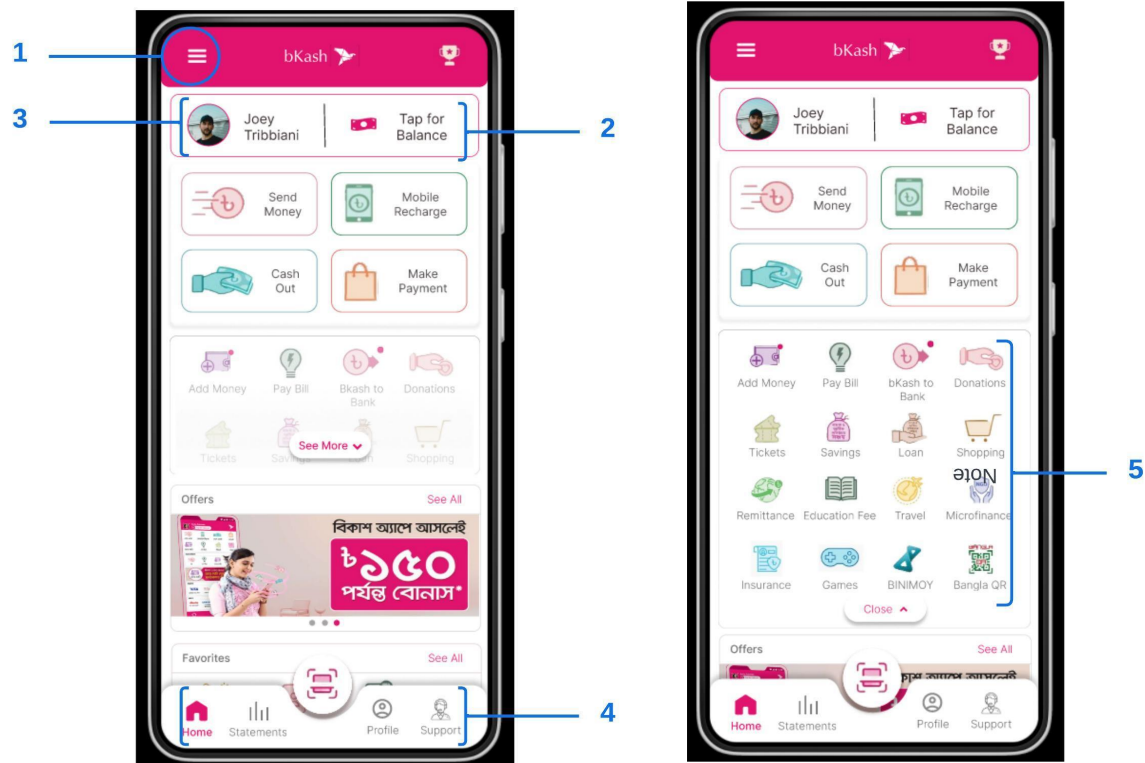 1
bKash
3
Joey
Tribbiani
Tap for
Balance
2
Send
Money
Mobile
Recharge
Cash
Out
Make
Payment
Add Money
Pay Bill
Bkash to
Bank
Donations
Tickets
Savings
Loan
Shopping
See More
Offers
See All
বিকাশ অ্যাপে আসলেই
৳১৫০
পর্যন্ত বোনাস*
Favorites
See All
Home
Statements
Profile
Support
4
bKash
Joey
Tribbiani
Tap for
Balance
Send
Money
Mobile
Recharge
Cash
Out
Make
Payment
Add Money
Pay Bill
bKash to
Bank
Donations
Tickets
Savings
Loan
Shopping
Note
Remittance
Education Fee
Travel
Microfinance
Insurance
Games
BINIMOY
Bangla QR
5
Close
Offers
See All
Home
Statements
Profile
Support